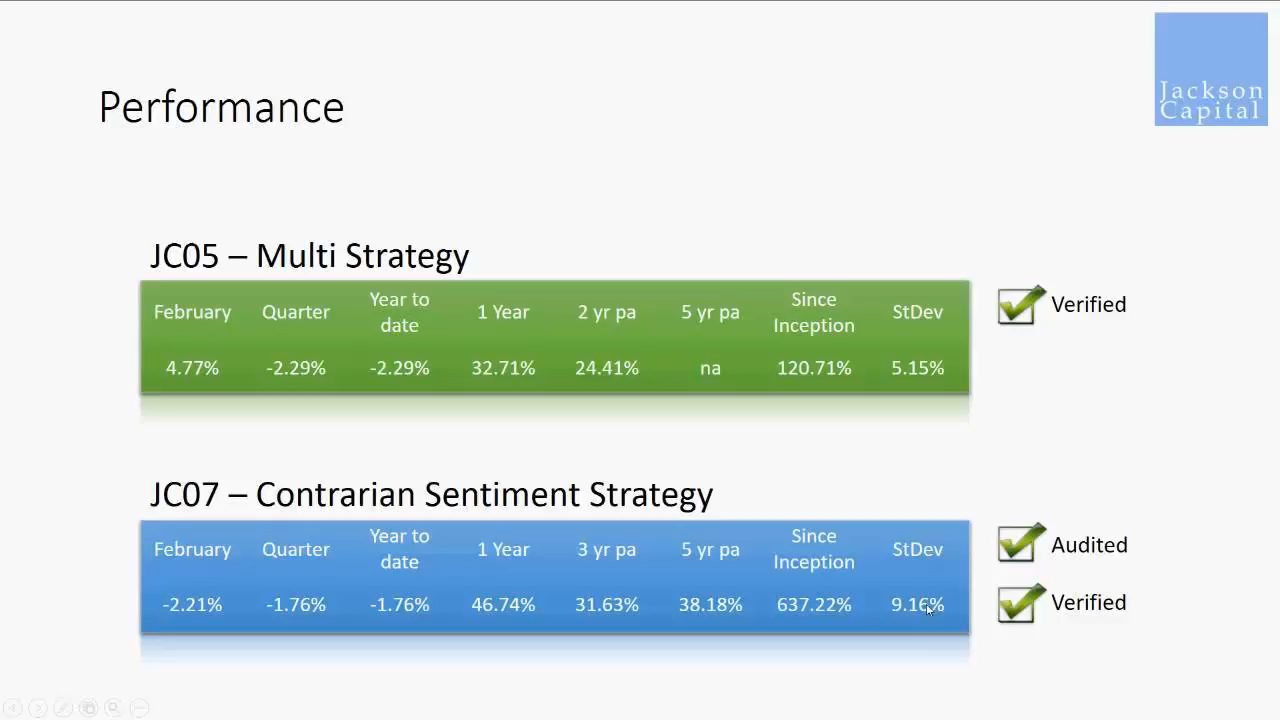 Jackson
Capital
Performance
JC05 – Multi Strategy
February Quarter Year to date 1 Year 2 yr pa 5 yr pa Since Inception StDev
4.77% -2.29% -2.29% 32.71% 24.41% na 120.71% 5.15%
Verified
JC07 – Contrarian Sentiment Strategy
February Quarter Year to date 1 Year 3 yr pa 5 yr pa Since Inception StDev
-2.21% -1.76% -1.76% 46.74% 31.63% 38.18% 637.22% 9.16%
Audited
Verified